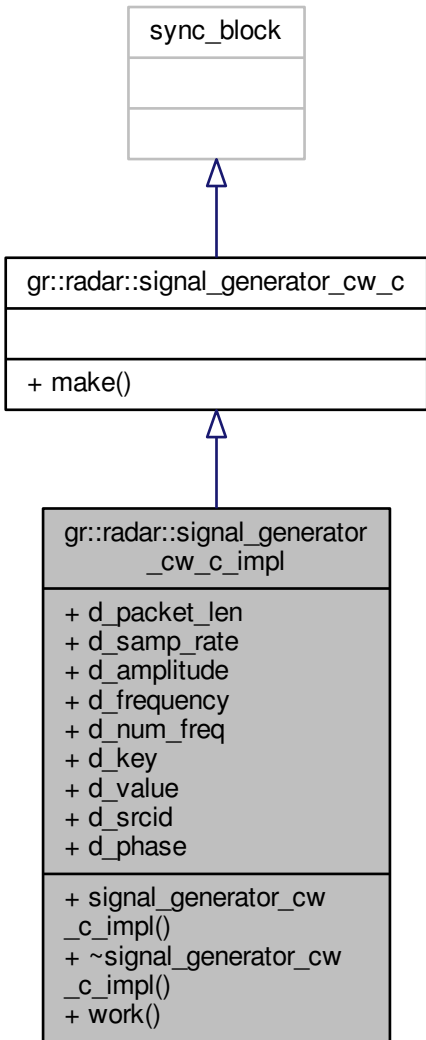 sync_block
gr::radar::signal_generator_cw_c
+ make()
gr::radar::signal_generator
_cw_c_impl
+ d_packet_len
+ d_samp_rate
+ d_amplitude
+ d_frequency
+ d_num_freq
+ d_key
+ d_value
+ d_srcid
+ d_phase
+ signal_generator_cw
_c_impl()
+ ~signal_generator_cw
_c_impl()
+ work()